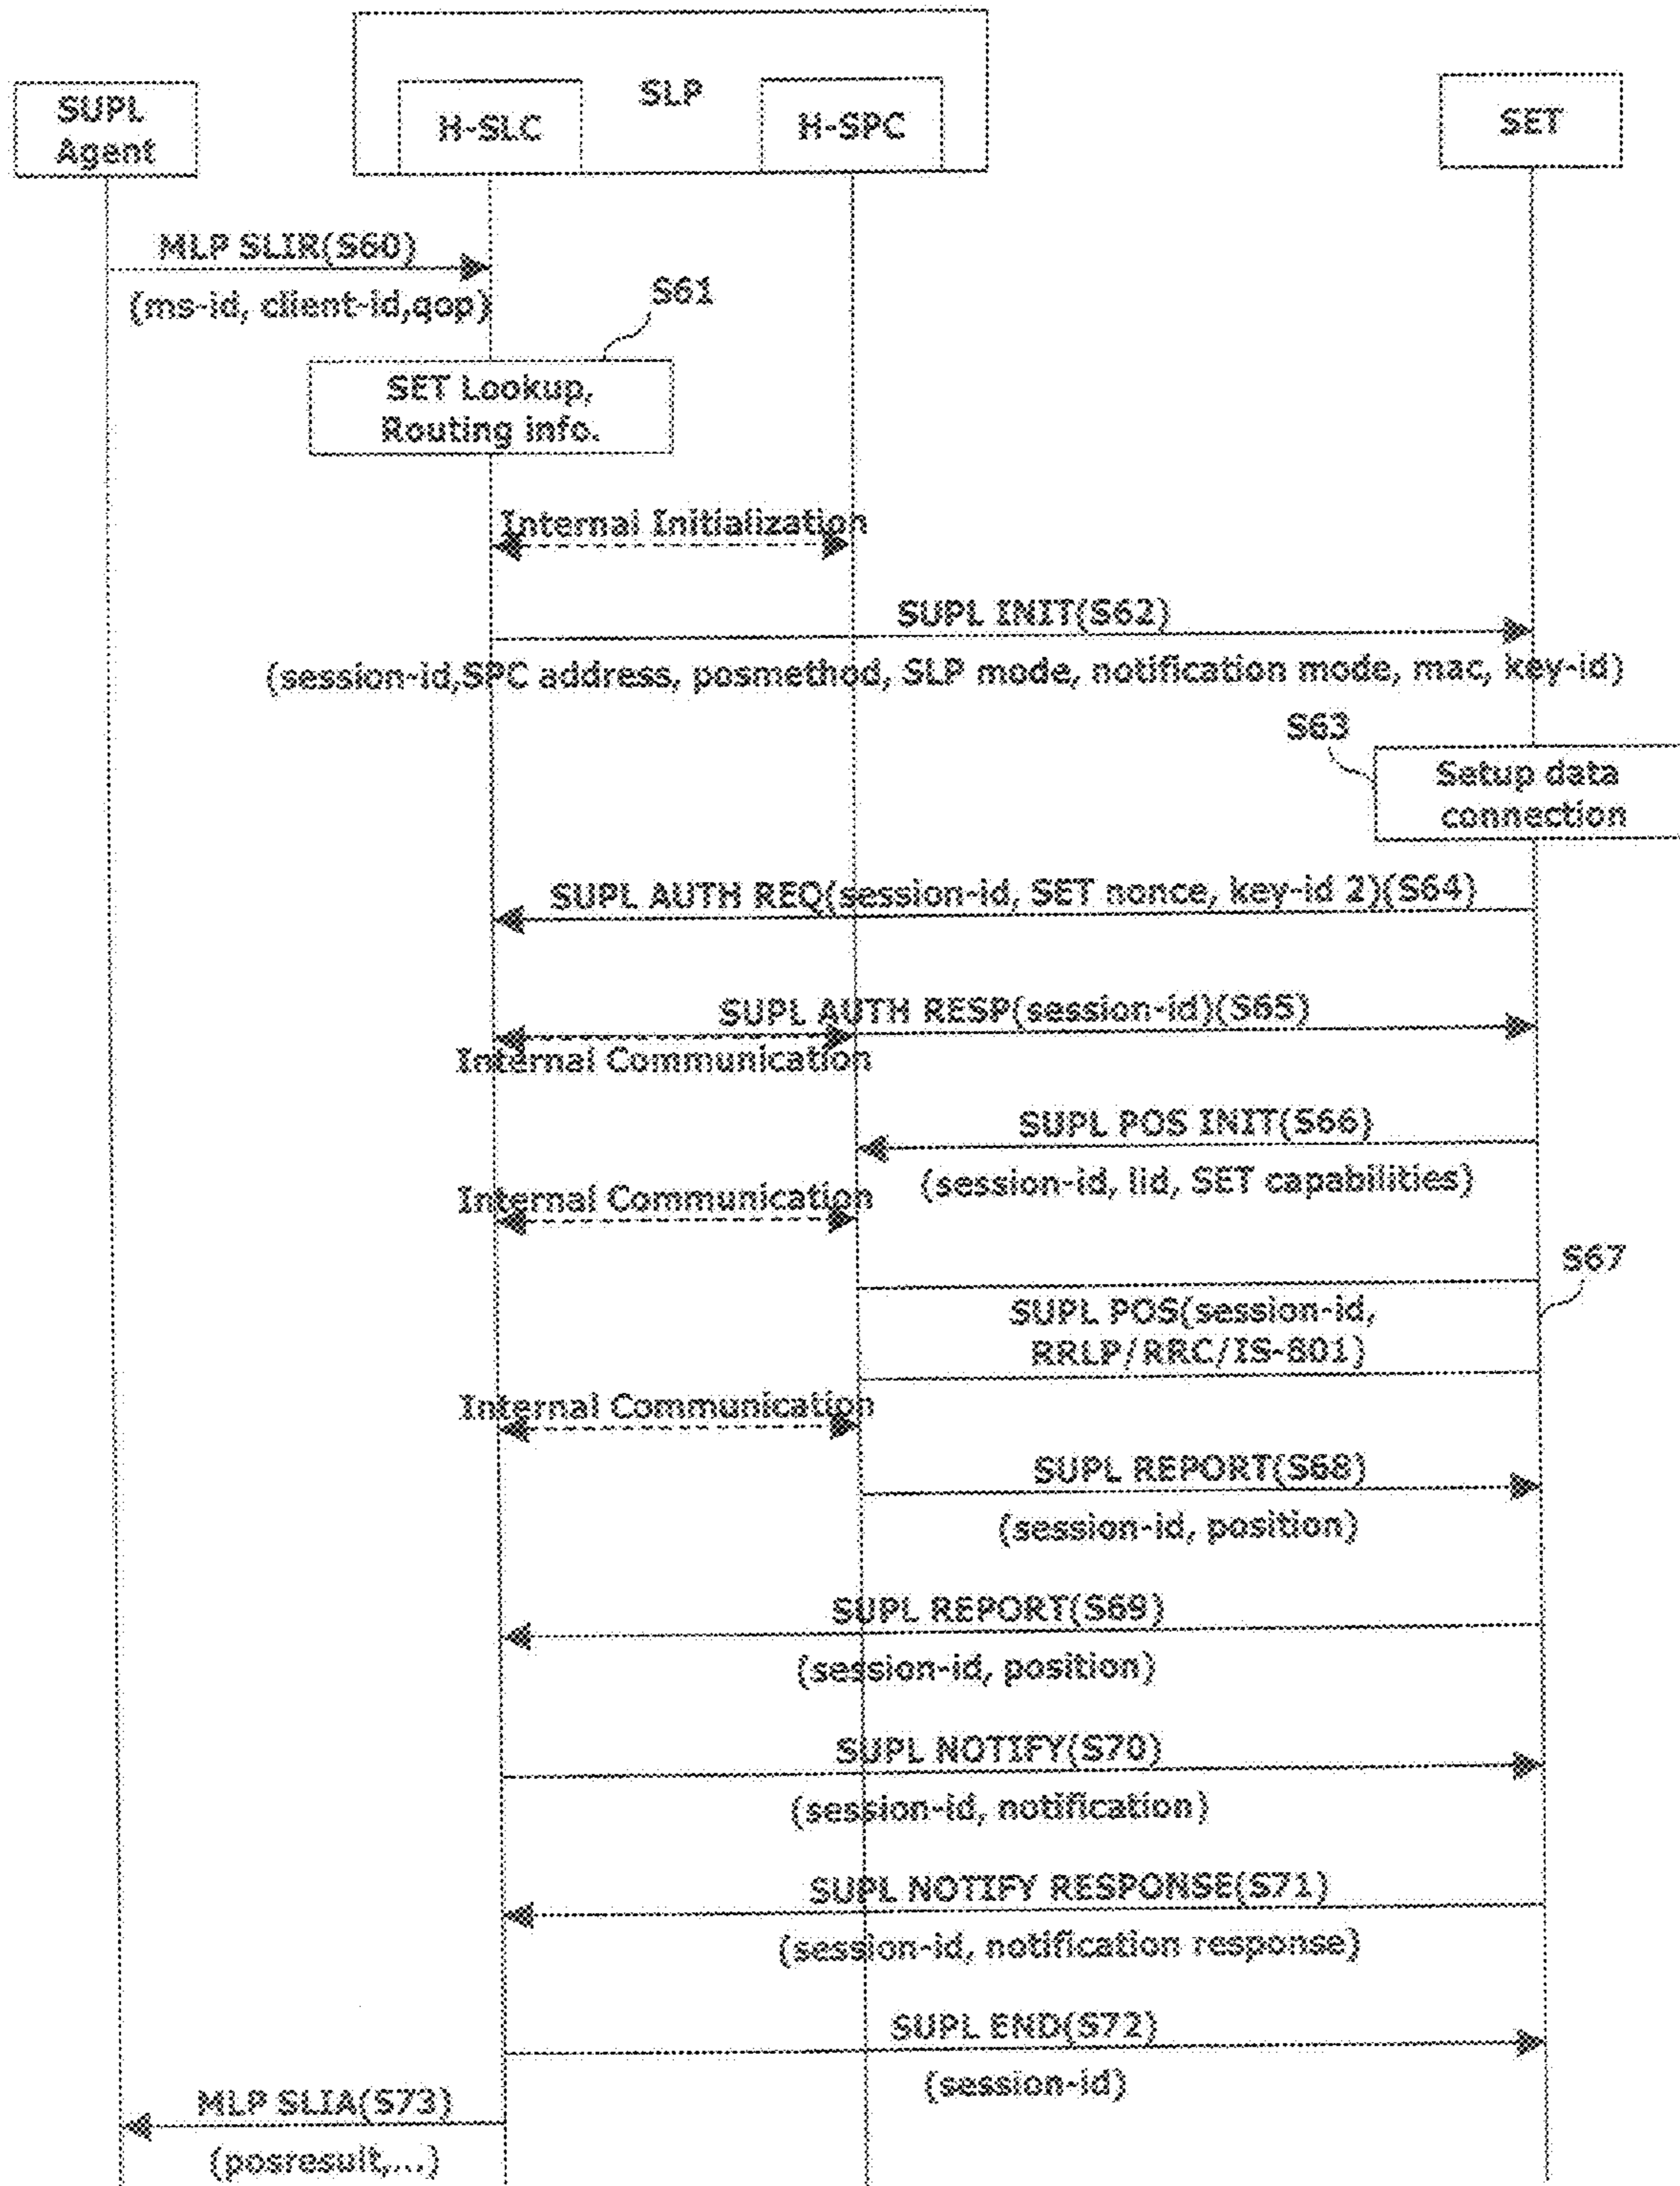 SLP
SUPL
Agent
H-SLC
H-SPC
SET
MLP SLIR(S60)
(ms-id, client-id,qop)
S61
SET Lookup,
Routing info.
Internal Initialization
SUPL INIT(S62)
(session-id,SPC address, posmethod, SLP mode, notification mode, mac, key-id)
S63
Setup data
connection
SUPL AUTH REQ(session-id, SET nonce, key-id 2)(S64)
SUPL AUTH RESP(session-id)(S65)
Internal Communication
SUPL POS INIT(S66)
(session-id, lid, SET capabilities)
Internal Communication
S67
SUPL POS(session-id,
RRLP/RRC/IS-801)
Internal Communication
SUPL REPORT(S68)
(session-id, position)
SUPL REPORT(S69)
(session-id, position)
SUPL NOTIFY(S70)
(session-id, notification)
SUPL NOTIFY RESPONSE(S71)
(session-id, notification response)
SUPL END(S72)
(session-id)
MLP SLIA(S73)
(posresult,...)